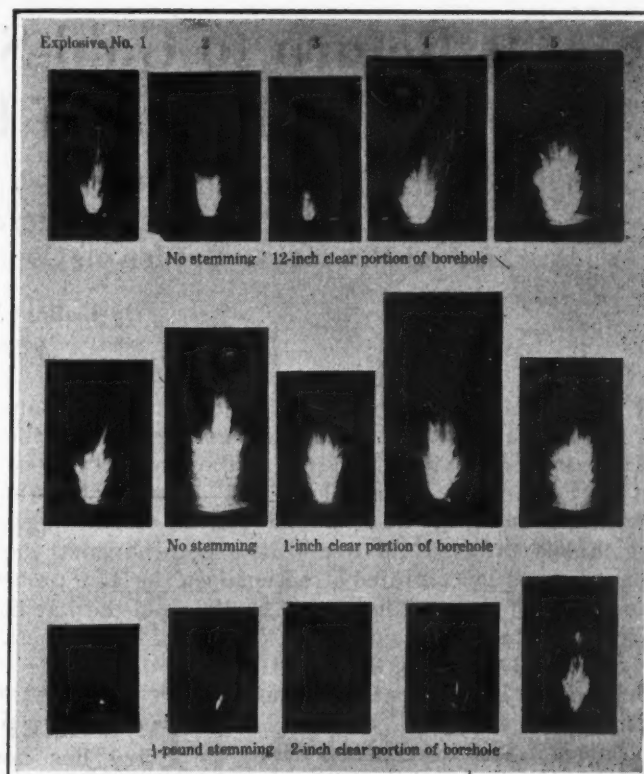 Explosive No. 1 2 3 4 5
No stemming 12-inch clear portion of borehole
No stemming 1-inch clear portion of borehole
1-pound stemming 2-inch clear portion of borehole